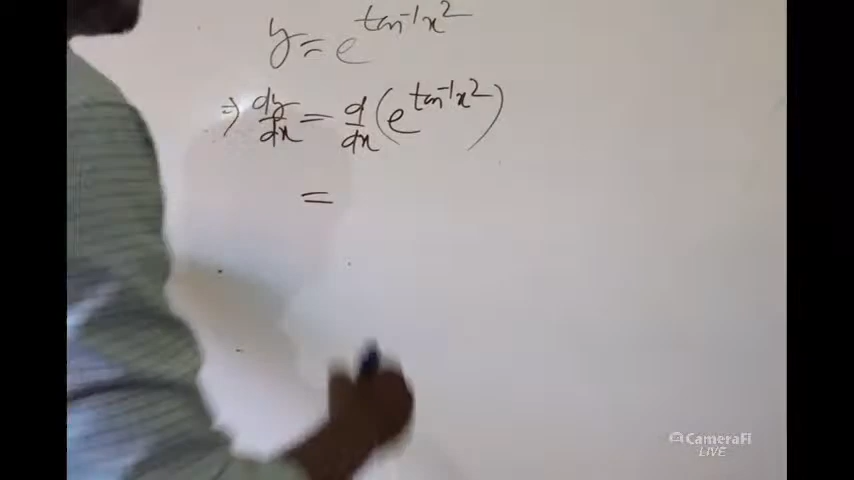 y = e^{tan⁻¹x²}
⇒ dy/dx = d/dx (e^{tan⁻¹x²})
=
CameraFi
LIVE